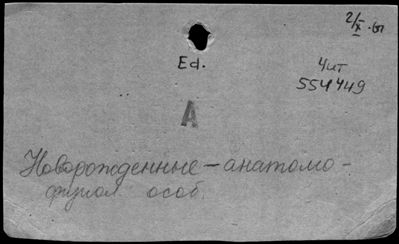 2/X-61
Ed.
Чит
554449
А
Новорожденные - анатомо -
физиол. особ.